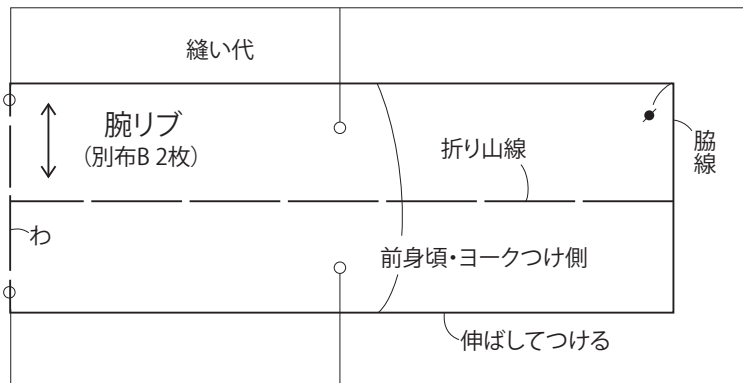 縫い代
腕リブ
（別布B 2枚）
折り山線
脇線
わ
前身頃・ヨークつけ側
伸ばしてつける